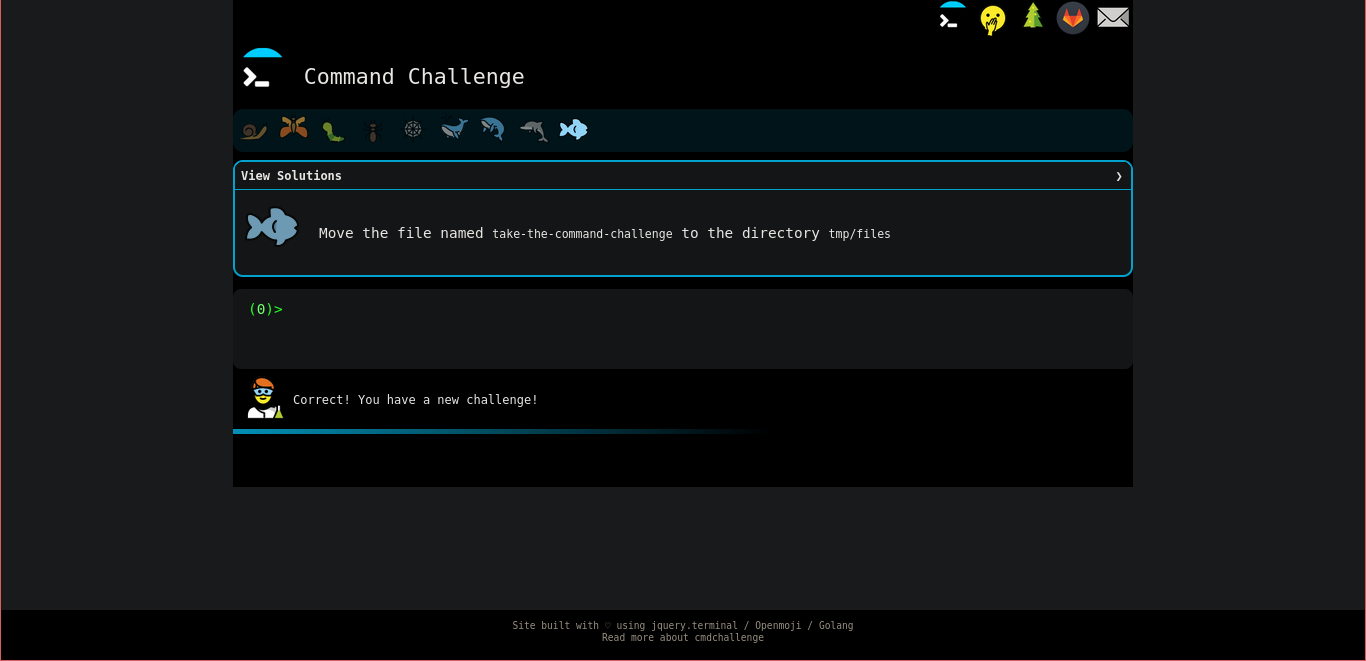 Command Challenge
View Solutions ❯
Move the file named take-the-command-challenge to the directory tmp/files
(0)>
Correct! You have a new challenge!
Site built with ♡ using jquery.terminal / Openmoji / Golang
Read more about cmdchallenge